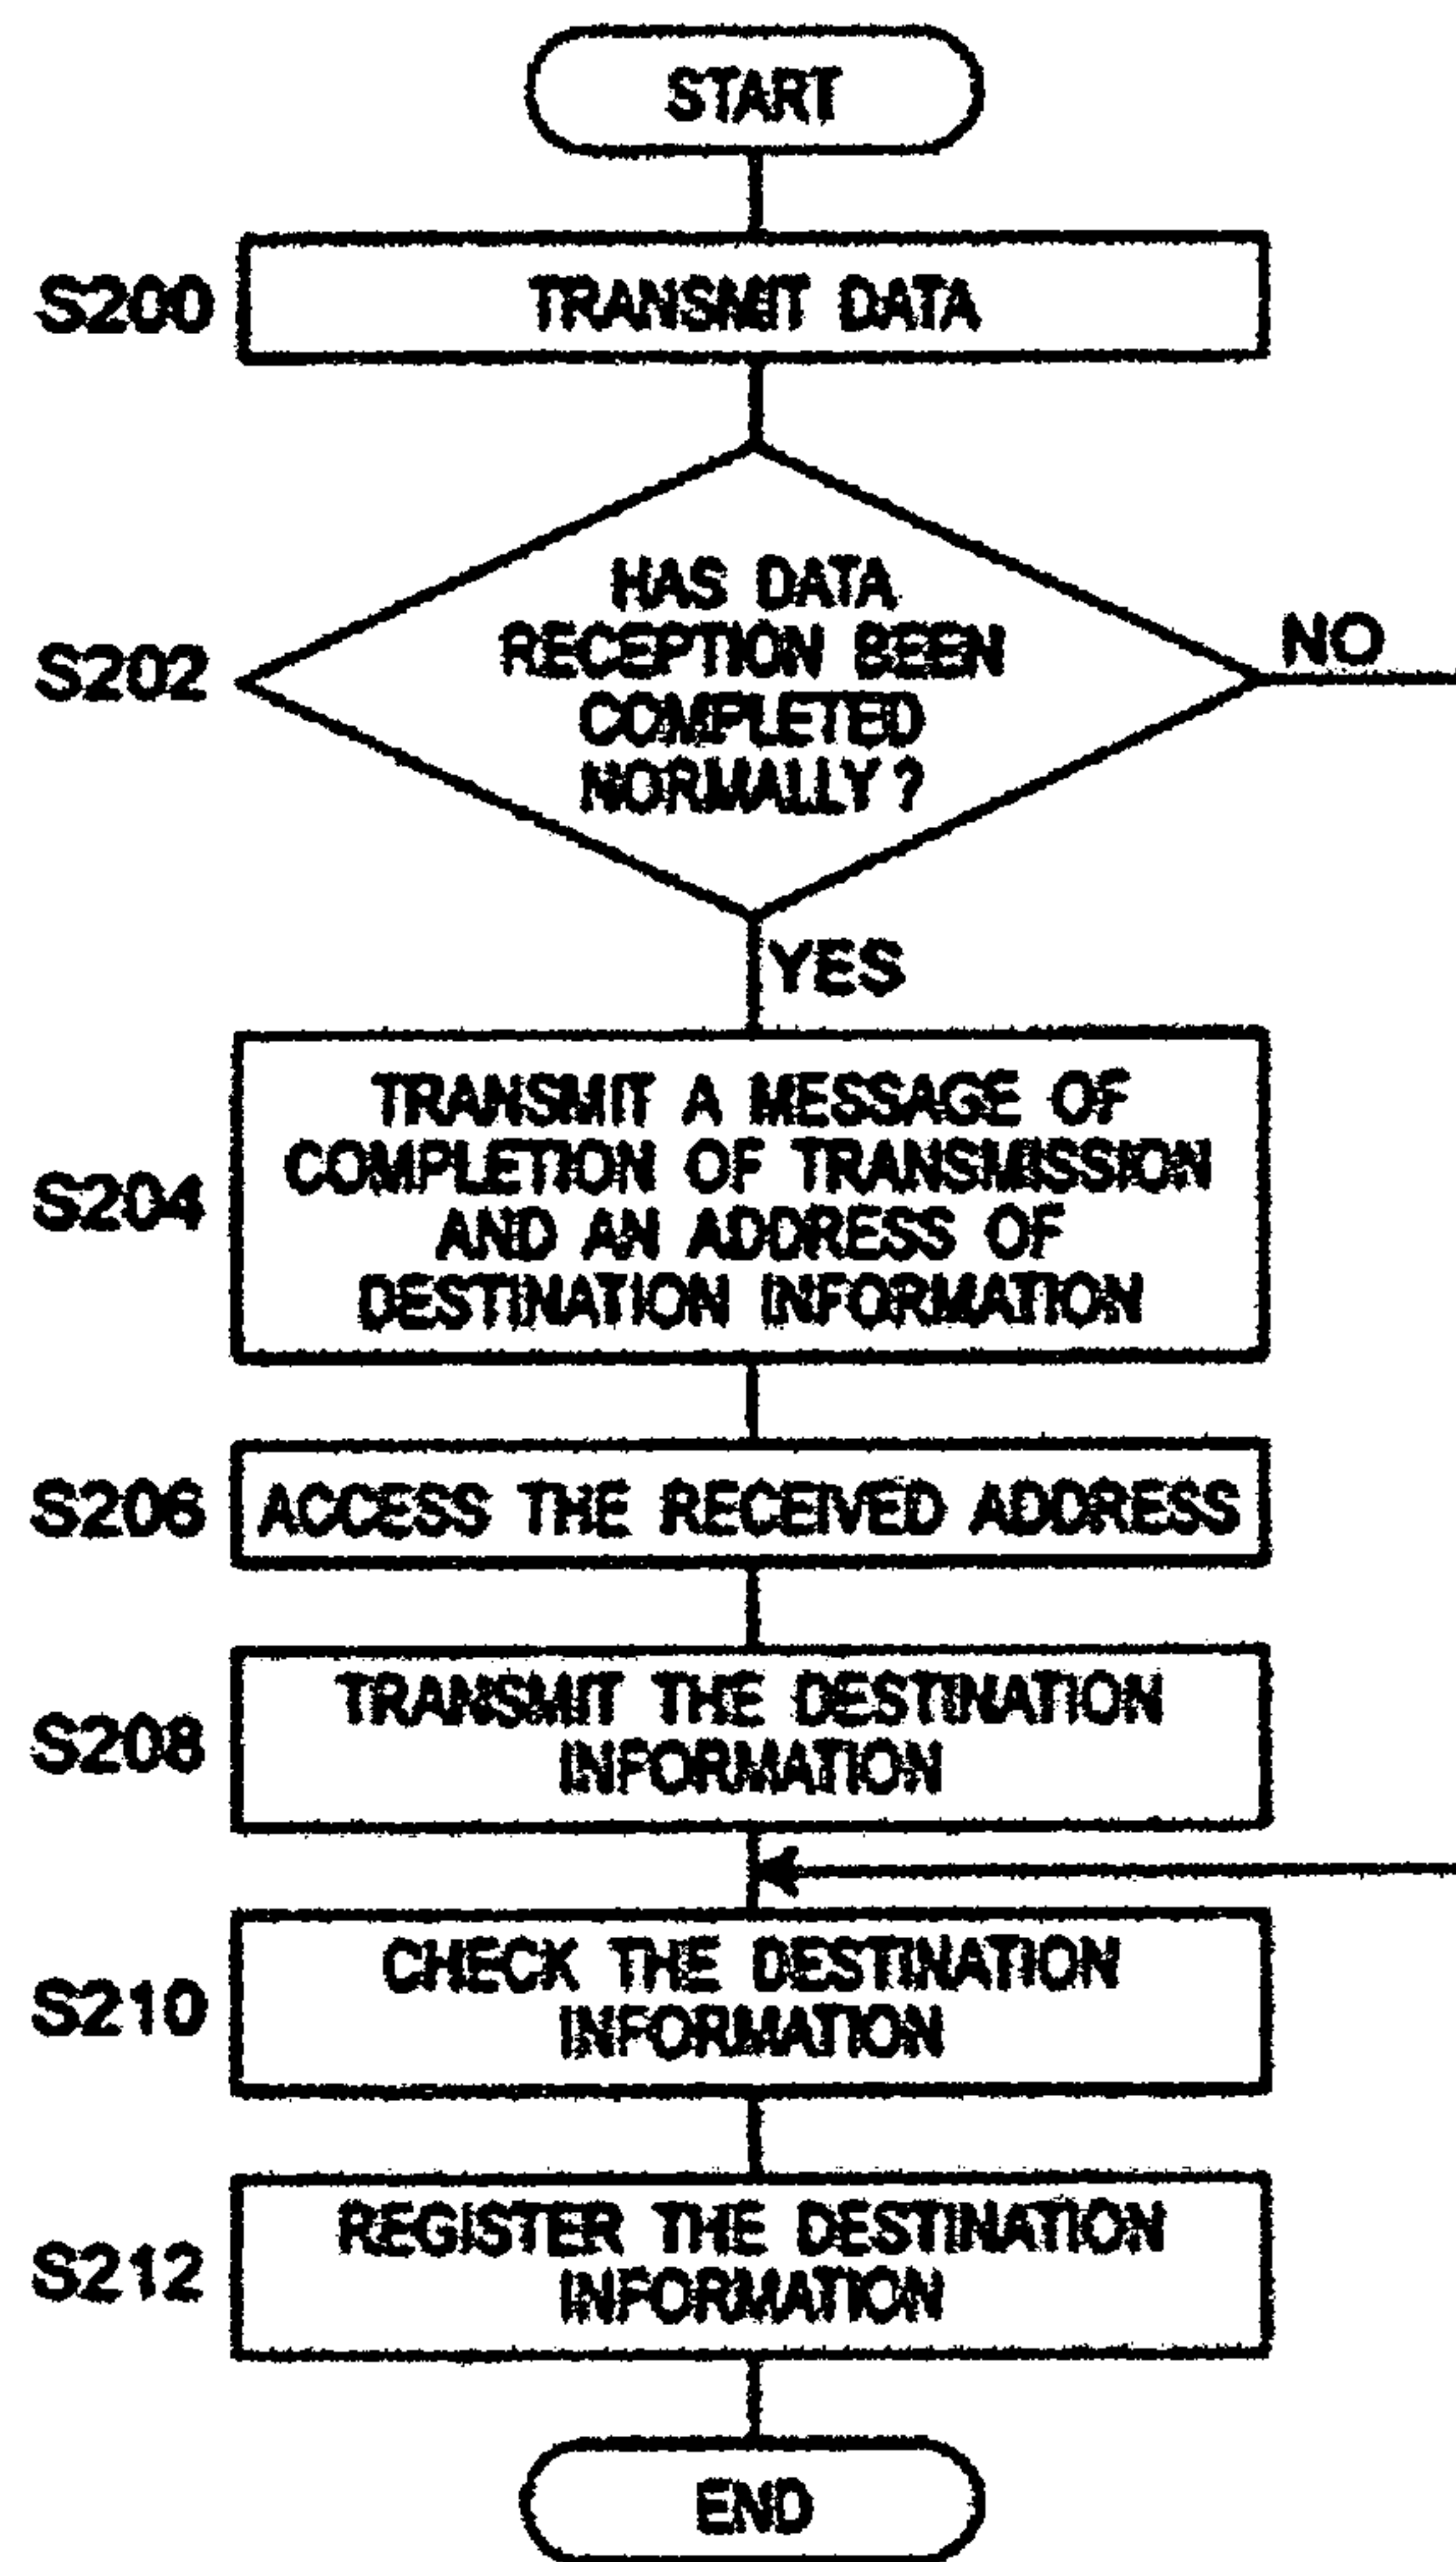 START
S200
TRANSMIT DATA
S202
HAS DATA
RECEPTION BEEN
COMPLETED
NORMALLY?
NO
YES
S204
TRANSMIT A MESSAGE OF
COMPLETION OF TRANSMISSION
AND AN ADDRESS OF
DESTINATION INFORMATION
S206
ACCESS THE RECEIVED ADDRESS
S208
TRANSMIT THE DESTINATION
INFORMATION
S210
CHECK THE DESTINATION
INFORMATION
S212
REGISTER THE DESTINATION
INFORMATION
END